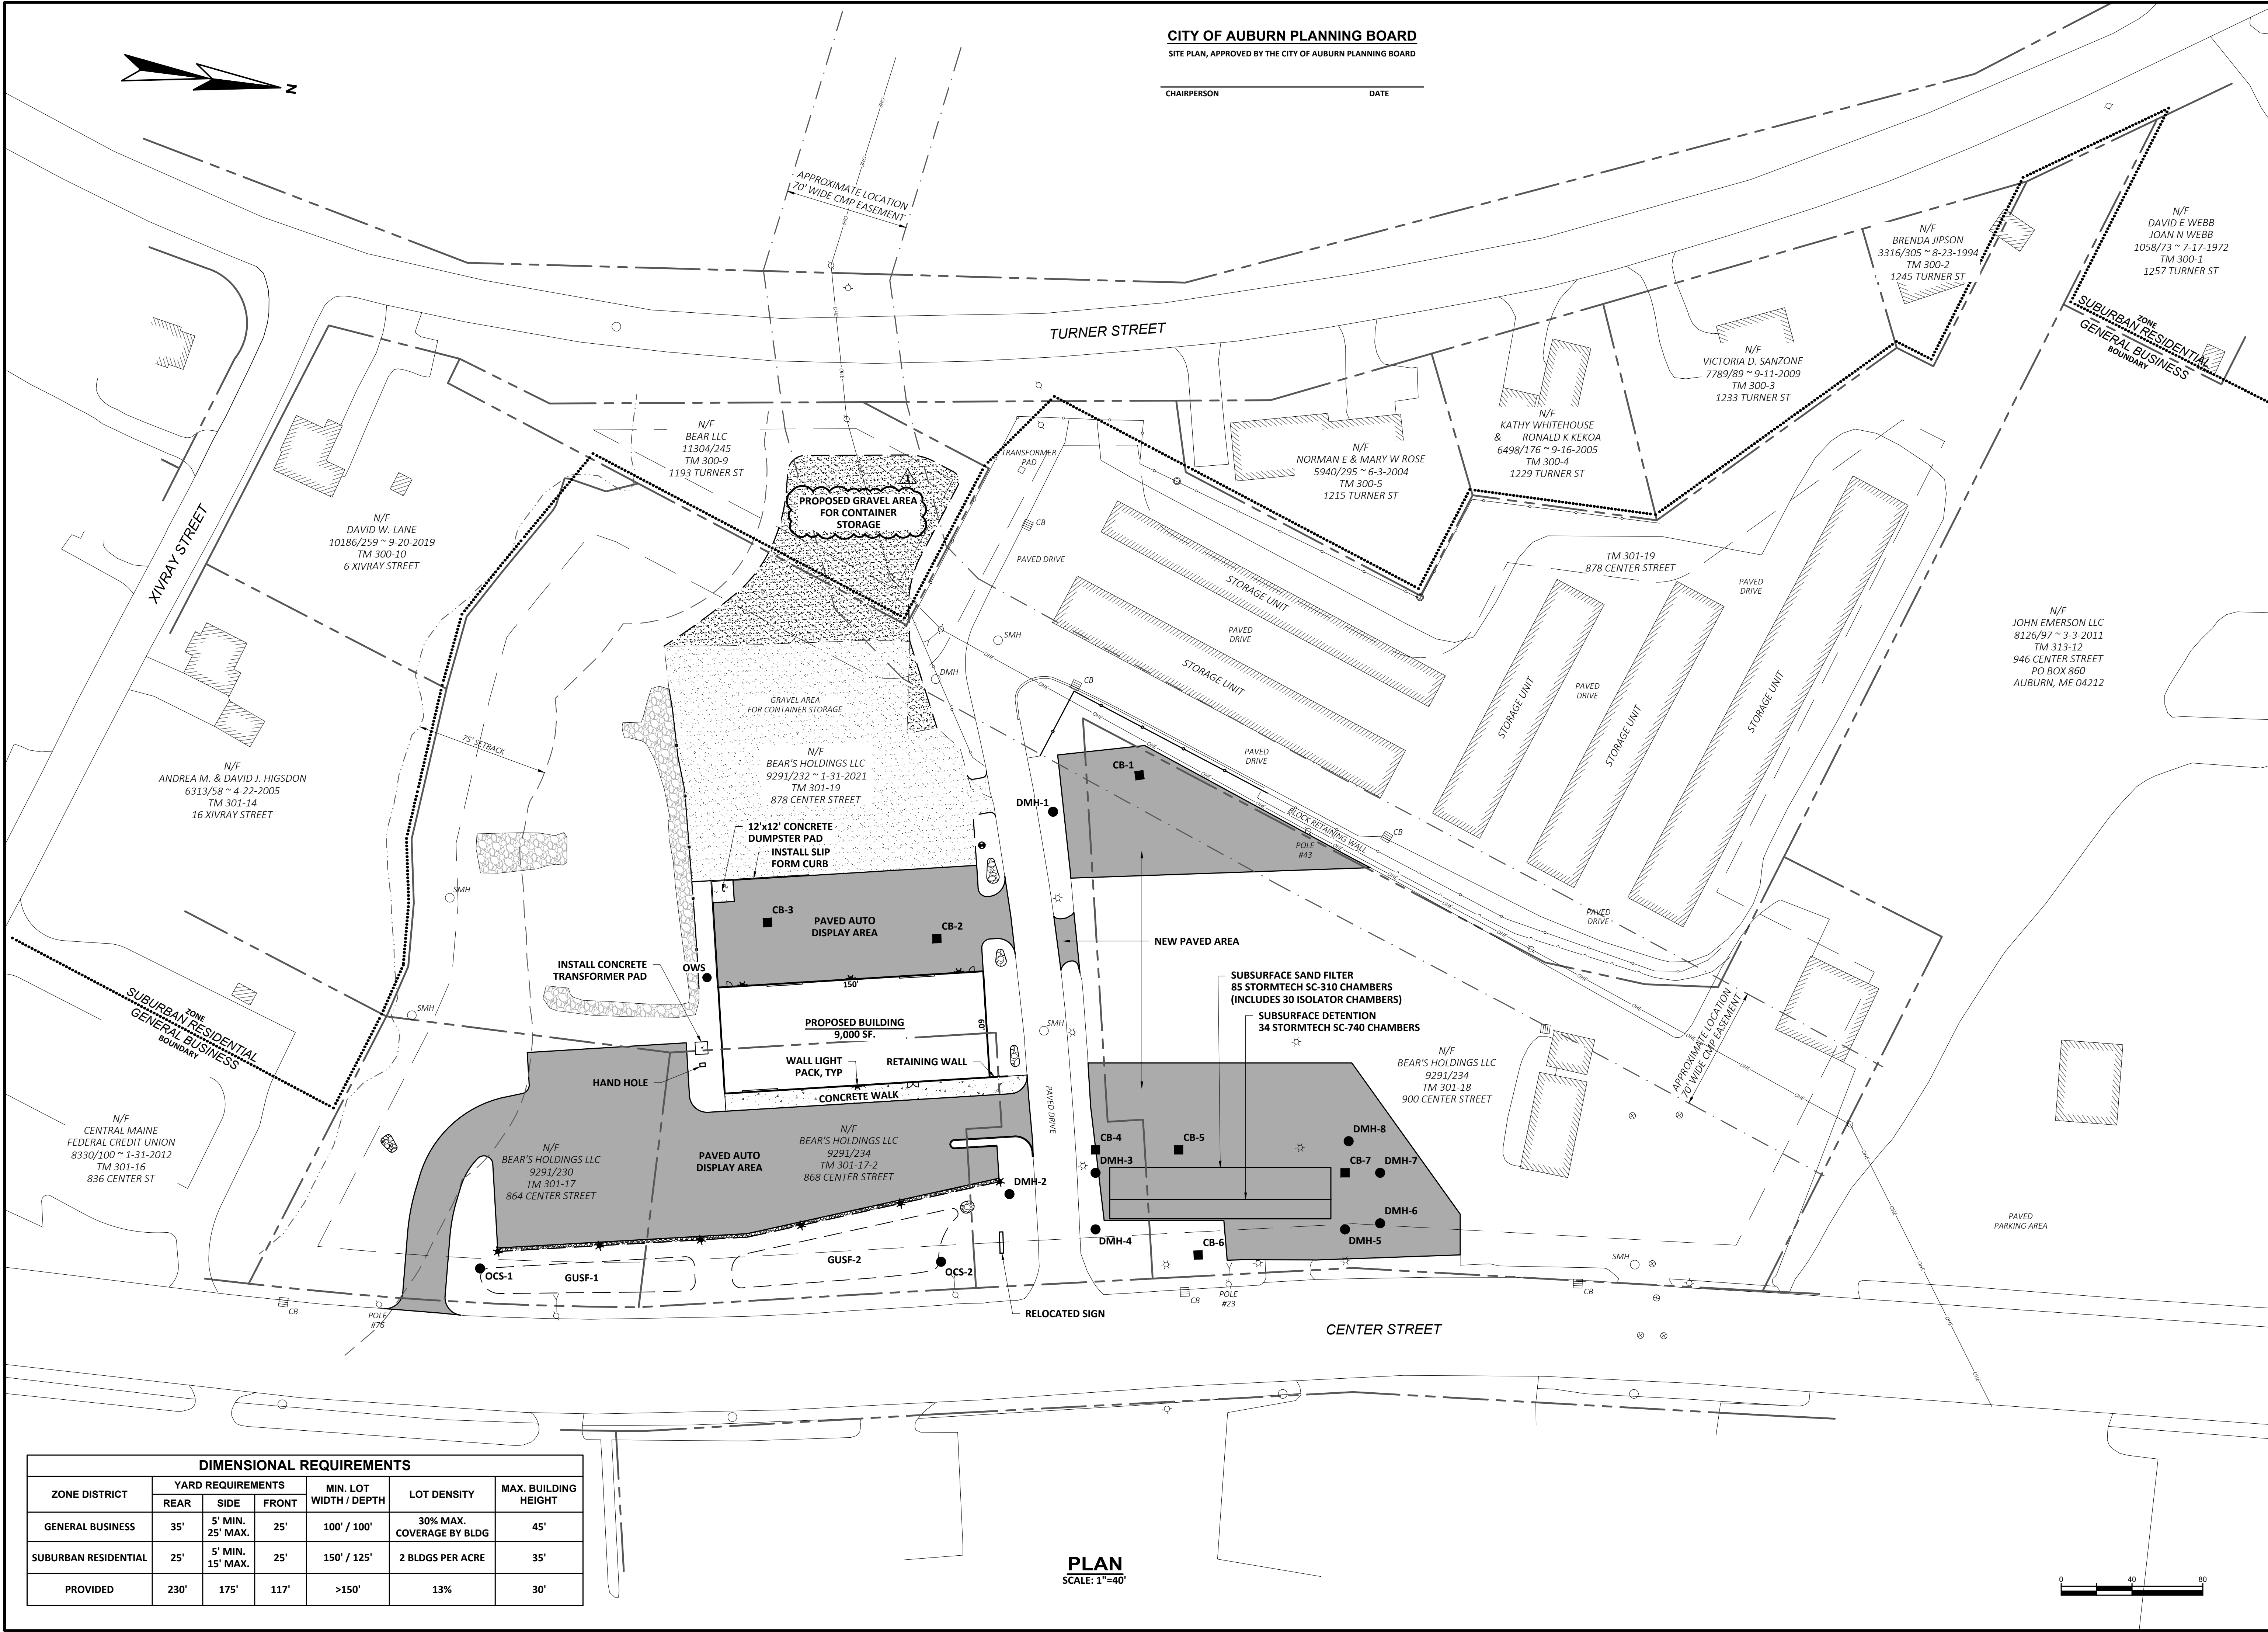 CITY OF AUBURN PLANNING BOARD
SITE PLAN, APPROVED BY THE CITY OF AUBURN PLANNING BOARD
CHAIRPERSON DATE
N
APPROXIMATE LOCATION
70' WIDE CMP EASEMENT
OHE
TURNER STREET
XIVRAY STREET
N/F
DAVID E WEBB
JOAN N WEBB
1058/73 ~ 7-17-1972
TM 300-1
1257 TURNER ST
N/F
BRENDA JIPSON
3316/305 ~ 8-23-1994
TM 300-2
1245 TURNER ST
SUBURBAN RESIDENTIAL
ZONE
GENERAL BUSINESS
BOUNDARY
N/F
VICTORIA D. SANZONE
7789/89 ~ 9-11-2009
TM 300-3
1233 TURNER ST
N/F
KATHY WHITEHOUSE
& RONALD K KEKOA
6498/176 ~ 9-16-2005
TM 300-4
1229 TURNER ST
N/F
NORMAN E & MARY W ROSE
5940/295 ~ 6-3-2004
TM 300-5
1215 TURNER ST
N/F
BEAR LLC
11304/245
TM 300-9
1193 TURNER ST
TRANSFORMER
PAD
1
PROPOSED GRAVEL AREA
FOR CONTAINER
STORAGE
CB
PAVED DRIVE
N/F
DAVID W. LANE
10186/259 ~ 9-20-2019
TM 300-10
6 XIVRAY STREET
TM 301-19
878 CENTER STREET
STORAGE UNIT
PAVED
DRIVE
STORAGE UNIT
PAVED
DRIVE
STORAGE UNIT
PAVED
DRIVE
STORAGE UNIT
STORAGE UNIT
PAVED
DRIVE
N/F
JOHN EMERSON LLC
8126/97 ~ 3-3-2011
TM 313-12
946 CENTER STREET
PO BOX 860
AUBURN, ME 04212
SMH
DMH
CB
GRAVEL AREA
FOR CONTAINER STORAGE
75' SETBACK
N/F
ANDREA M. & DAVID J. HIGSDON
6313/58 ~ 4-22-2005
TM 301-14
16 XIVRAY STREET
N/F
BEAR'S HOLDINGS LLC
9291/232 ~ 1-31-2021
TM 301-19
878 CENTER STREET
PAVED
DRIVE
CB-1
DMH-1
BLOCK RETAINING WALL
POLE
#43
CB
12'x12' CONCRETE
DUMPSTER PAD
INSTALL SLIP
FORM CURB
SMH
CB-3
PAVED AUTO
DISPLAY AREA
CB-2
PAVED
DRIVE
NEW PAVED AREA
INSTALL CONCRETE
TRANSFORMER PAD
OWS
150'
SUBSURFACE SAND FILTER
85 STORMTECH SC-310 CHAMBERS
(INCLUDES 30 ISOLATOR CHAMBERS)
SUBSURFACE DETENTION
34 STORMTECH SC-740 CHAMBERS
SMH
PROPOSED BUILDING
9,000 SF.
60'
SMH
SUBURBAN RESIDENTIAL
ZONE
GENERAL BUSINESS
BOUNDARY
WALL LIGHT
PACK, TYP
RETAINING WALL
HAND HOLE
CONCRETE WALK
PAVED DRIVE
N/F
BEAR'S HOLDINGS LLC
9291/234
TM 301-18
900 CENTER STREET
APPROXIMATE LOCATION
70' WIDE CMP EASEMENT
N/F
CENTRAL MAINE
FEDERAL CREDIT UNION
8330/100 ~ 1-31-2012
TM 301-16
836 CENTER ST
N/F
BEAR'S HOLDINGS LLC
9291/230
TM 301-17
864 CENTER STREET
PAVED AUTO
DISPLAY AREA
N/F
BEAR'S HOLDINGS LLC
9291/234
TM 301-17-2
868 CENTER STREET
DMH-2
CB-4
DMH-3
CB-5
DMH-8
CB-7
DMH-7
DMH-6
DMH-5
DMH-4
CB-6
PAVED
PARKING AREA
OCS-1
GUSF-1
GUSF-2
OCS-2
SMH
CB
POLE
#76
RELOCATED SIGN
CB
POLE
#23
CB
CENTER STREET
DIMENSIONAL REQUIREMENTS
ZONE DISTRICT YARD REQUIREMENTS MIN. LOT WIDTH / DEPTH LOT DENSITY MAX. BUILDING HEIGHT
REAR SIDE FRONT
GENERAL BUSINESS 35' 5' MIN. 25' MAX. 25' 100' / 100' 30% MAX. COVERAGE BY BLDG 45'
SUBURBAN RESIDENTIAL 25' 5' MIN. 15' MAX. 25' 150' / 125' 2 BLDGS PER ACRE 35'
PROVIDED 230' 175' 117' >150' 13% 30'
PLAN
SCALE: 1"=40'
0 40 80